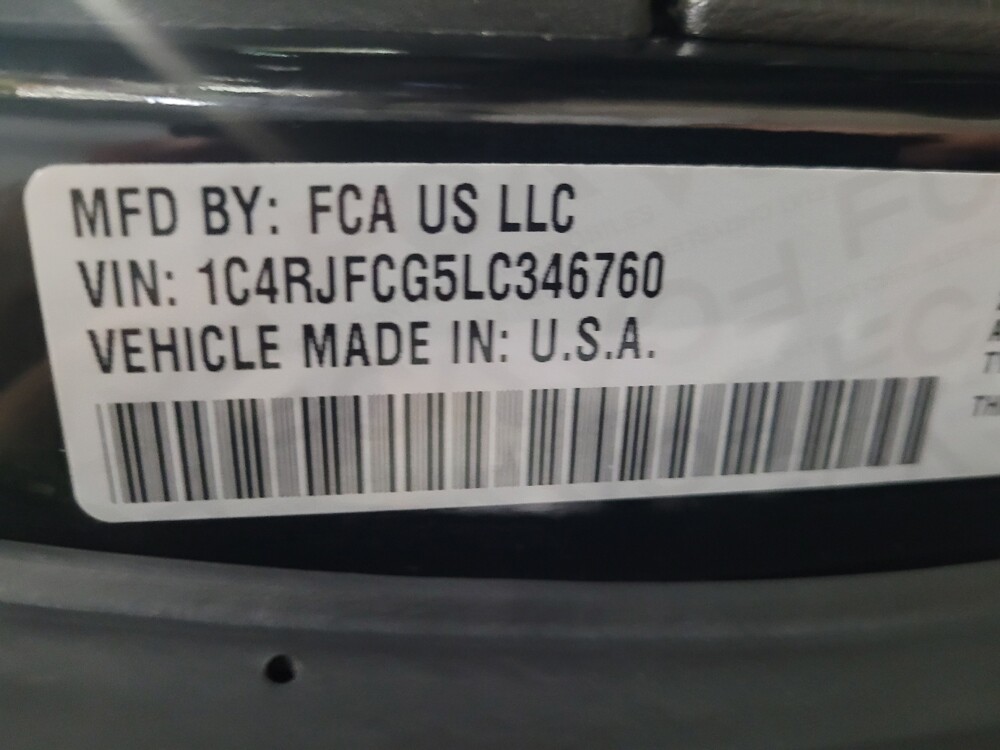 MFD BY: FCA US LLC
VIN: 1C4RJFCG5LC346760
VEHICLE MADE IN: U.S.A.